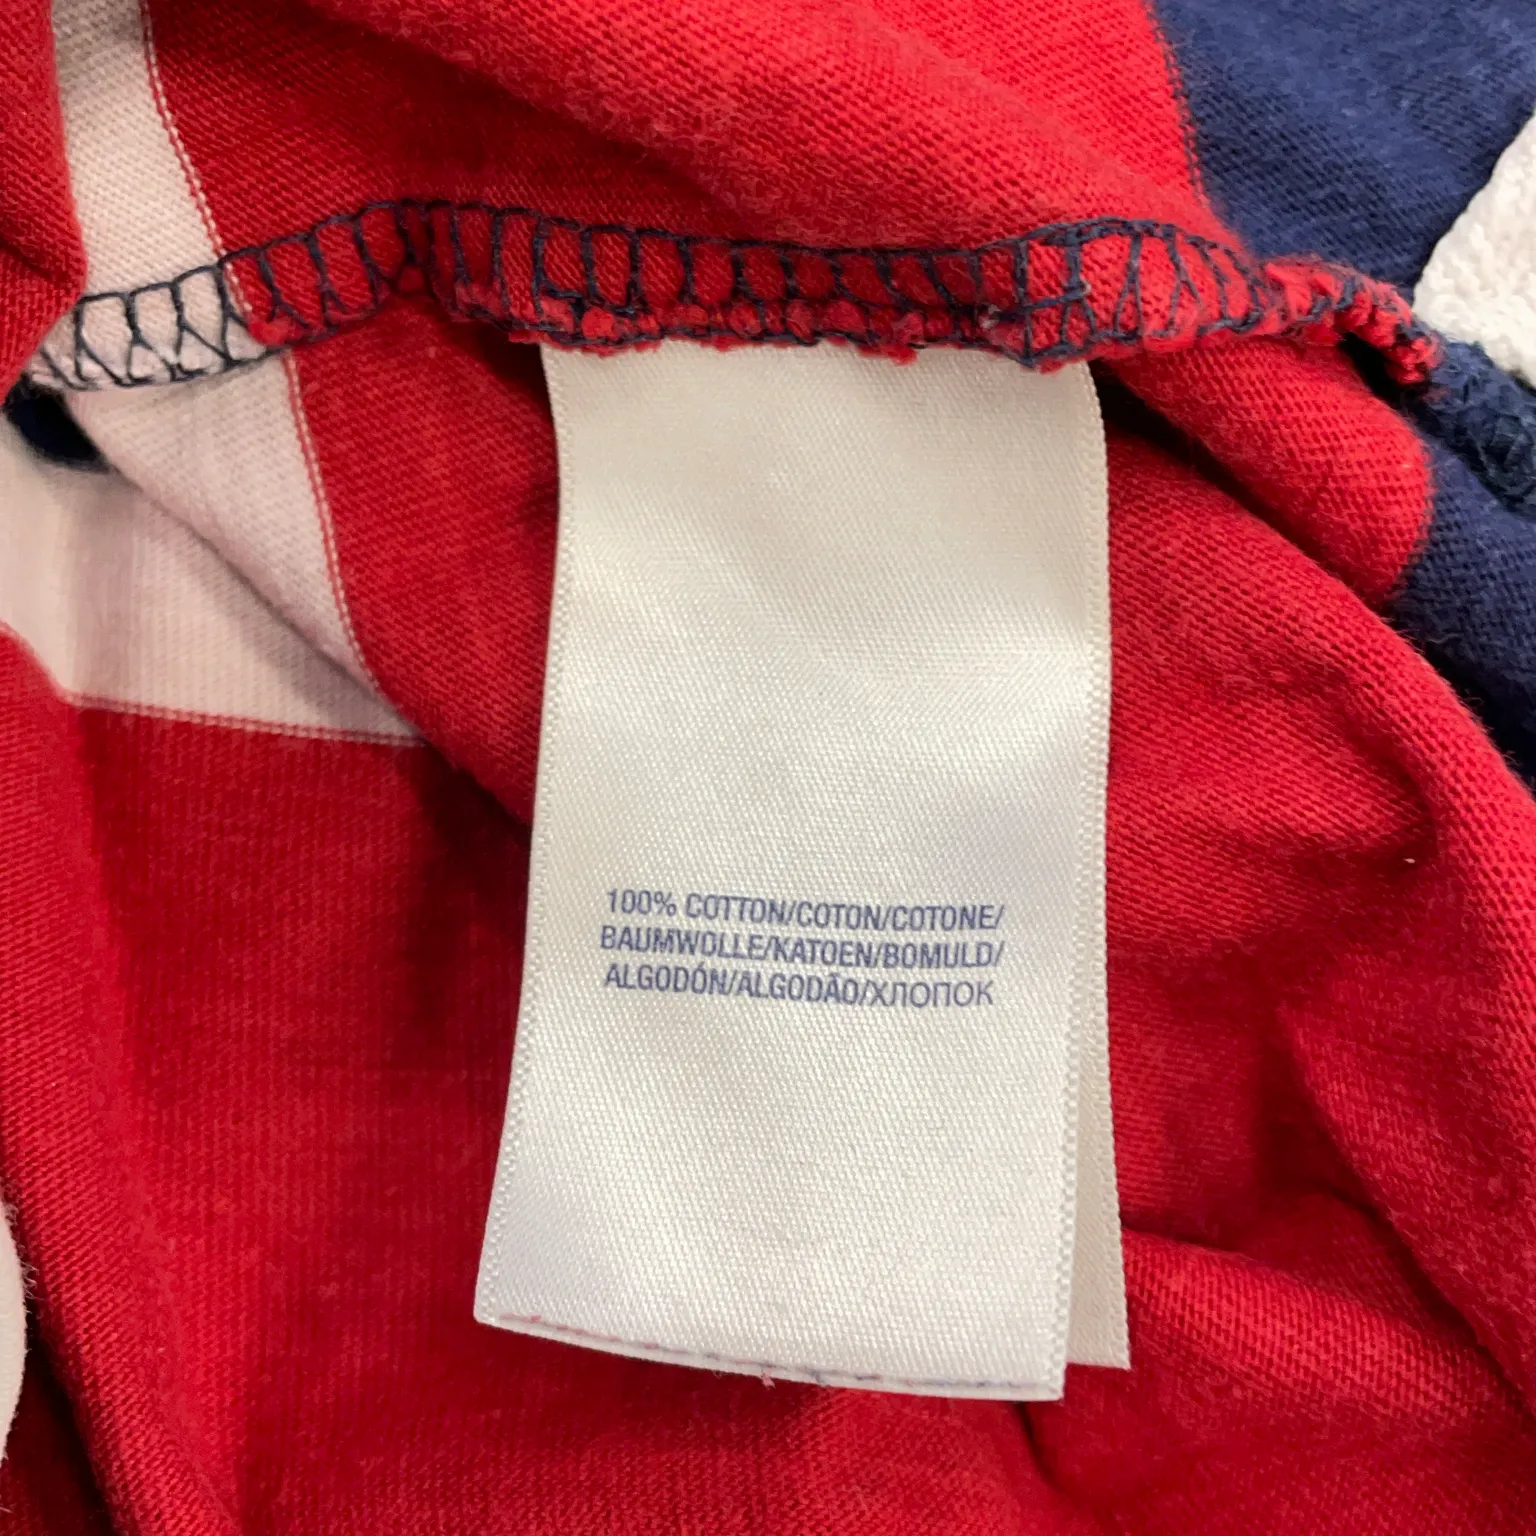 100% COTTON/COTON/COTONE/
BAUMWOLLE/KATOEN/BOMULD/
ALGODÓN/ALGODÃO/ХЛОПОК